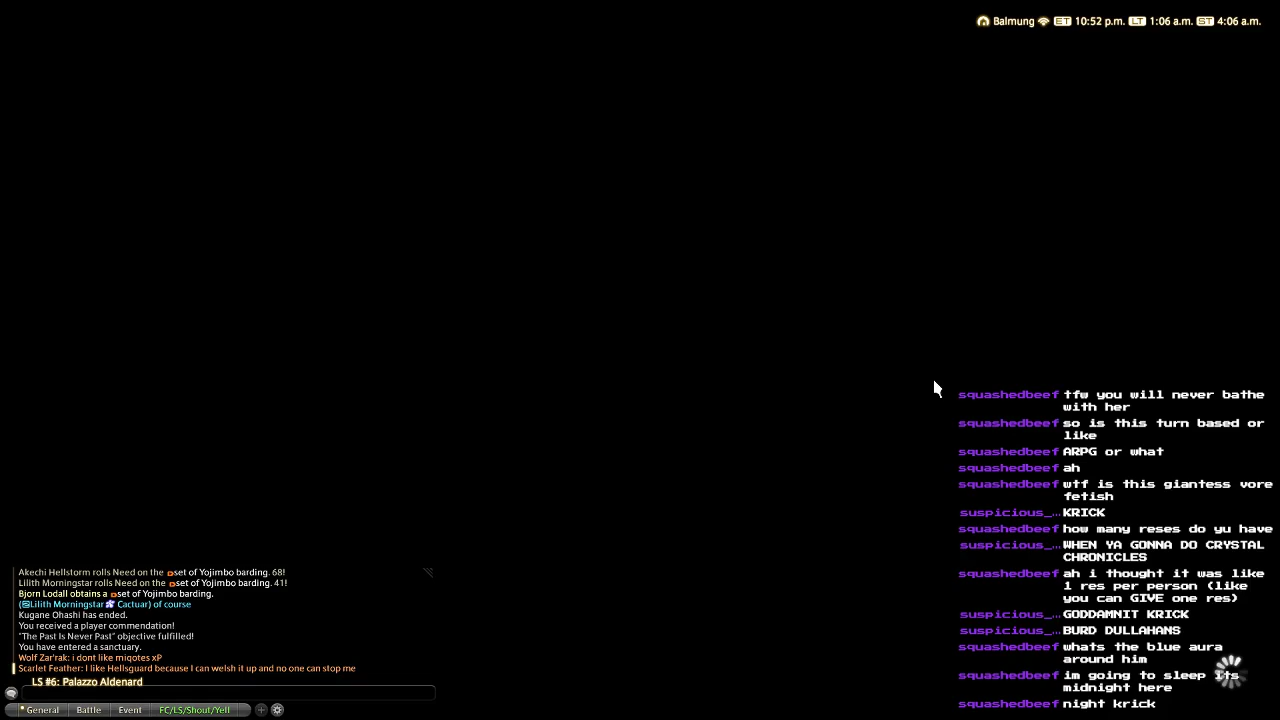 Balmung ET 10:52 p.m. LT 1:06 a.m. ST 4:06 a.m.
squashedbeef tfw you will never bathe
with her
squashedbeef so is this turn based or
like
squashedbeef ARPG or what
squashedbeef ah
squashedbeef wtf is this giantess vore
fetish
suspicious_... KRICK
squashedbeef how many reses do yu have
suspicious_... WHEN YA GONNA DO CRYSTAL
CHRONICLES
squashedbeef ah i thought it was like
1 res per person (like
you can GIVE one res)
suspicious_... GODDAMNIT KRICK
suspicious_... BURD DULLAHANS
squashedbeef whats the blue aura
around him
squashedbeef im going to sleep its
midnight here
squashedbeef night krick
Akechi Hellstorm rolls Need on the set of Yojimbo barding. 68!
Lilith Morningstar rolls Need on the set of Yojimbo barding. 41!
Bjorn Lodall obtains a set of Yojimbo barding.
(Lilith Morningstar Cactuar) of course
Kugane Ohashi has ended.
You received a player commendation!
"The Past Is Never Past" objective fulfilled!
You have entered a sanctuary.
Wolf Zar'rak: i dont like miqotes xP
Scarlet Feather: I like Hellsguard because I can welsh it up and no one can stop me
LS #6: Palazzo Aldenard
General Battle Event FC/LS/Shout/Yell